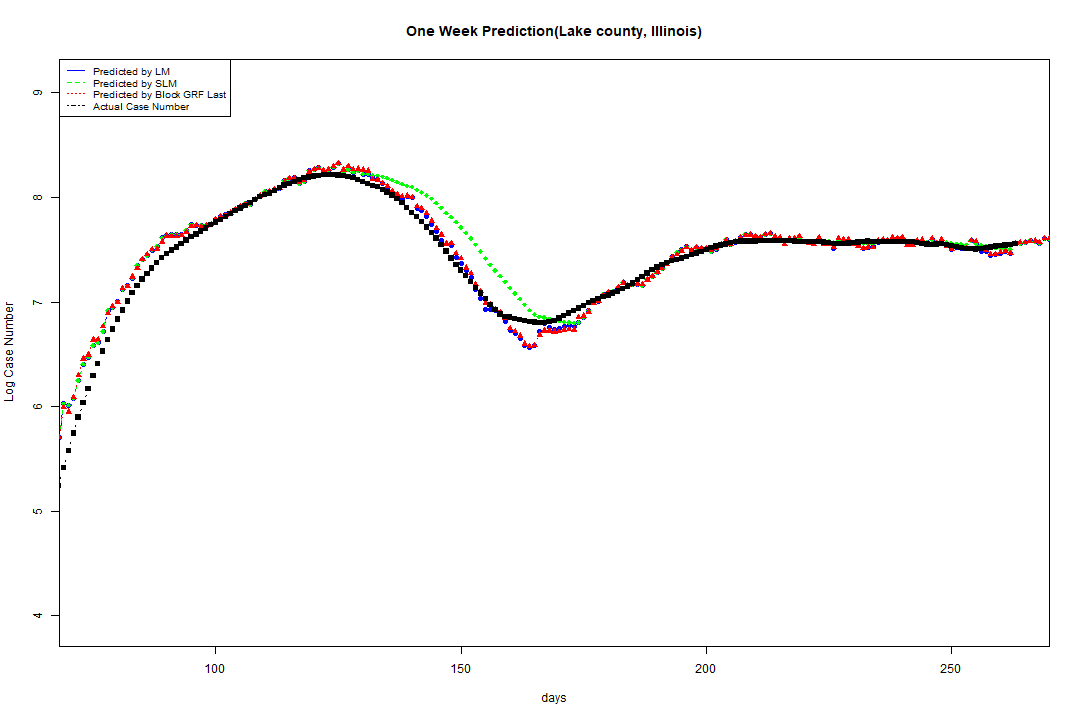 One Week Prediction(Lake county, Illinois)
Predicted by LM
Predicted by SLM
Predicted by Block GRF Last
Actual Case Number
9
8
7
6
5
4
Log Case Number
100 150 200 250
days